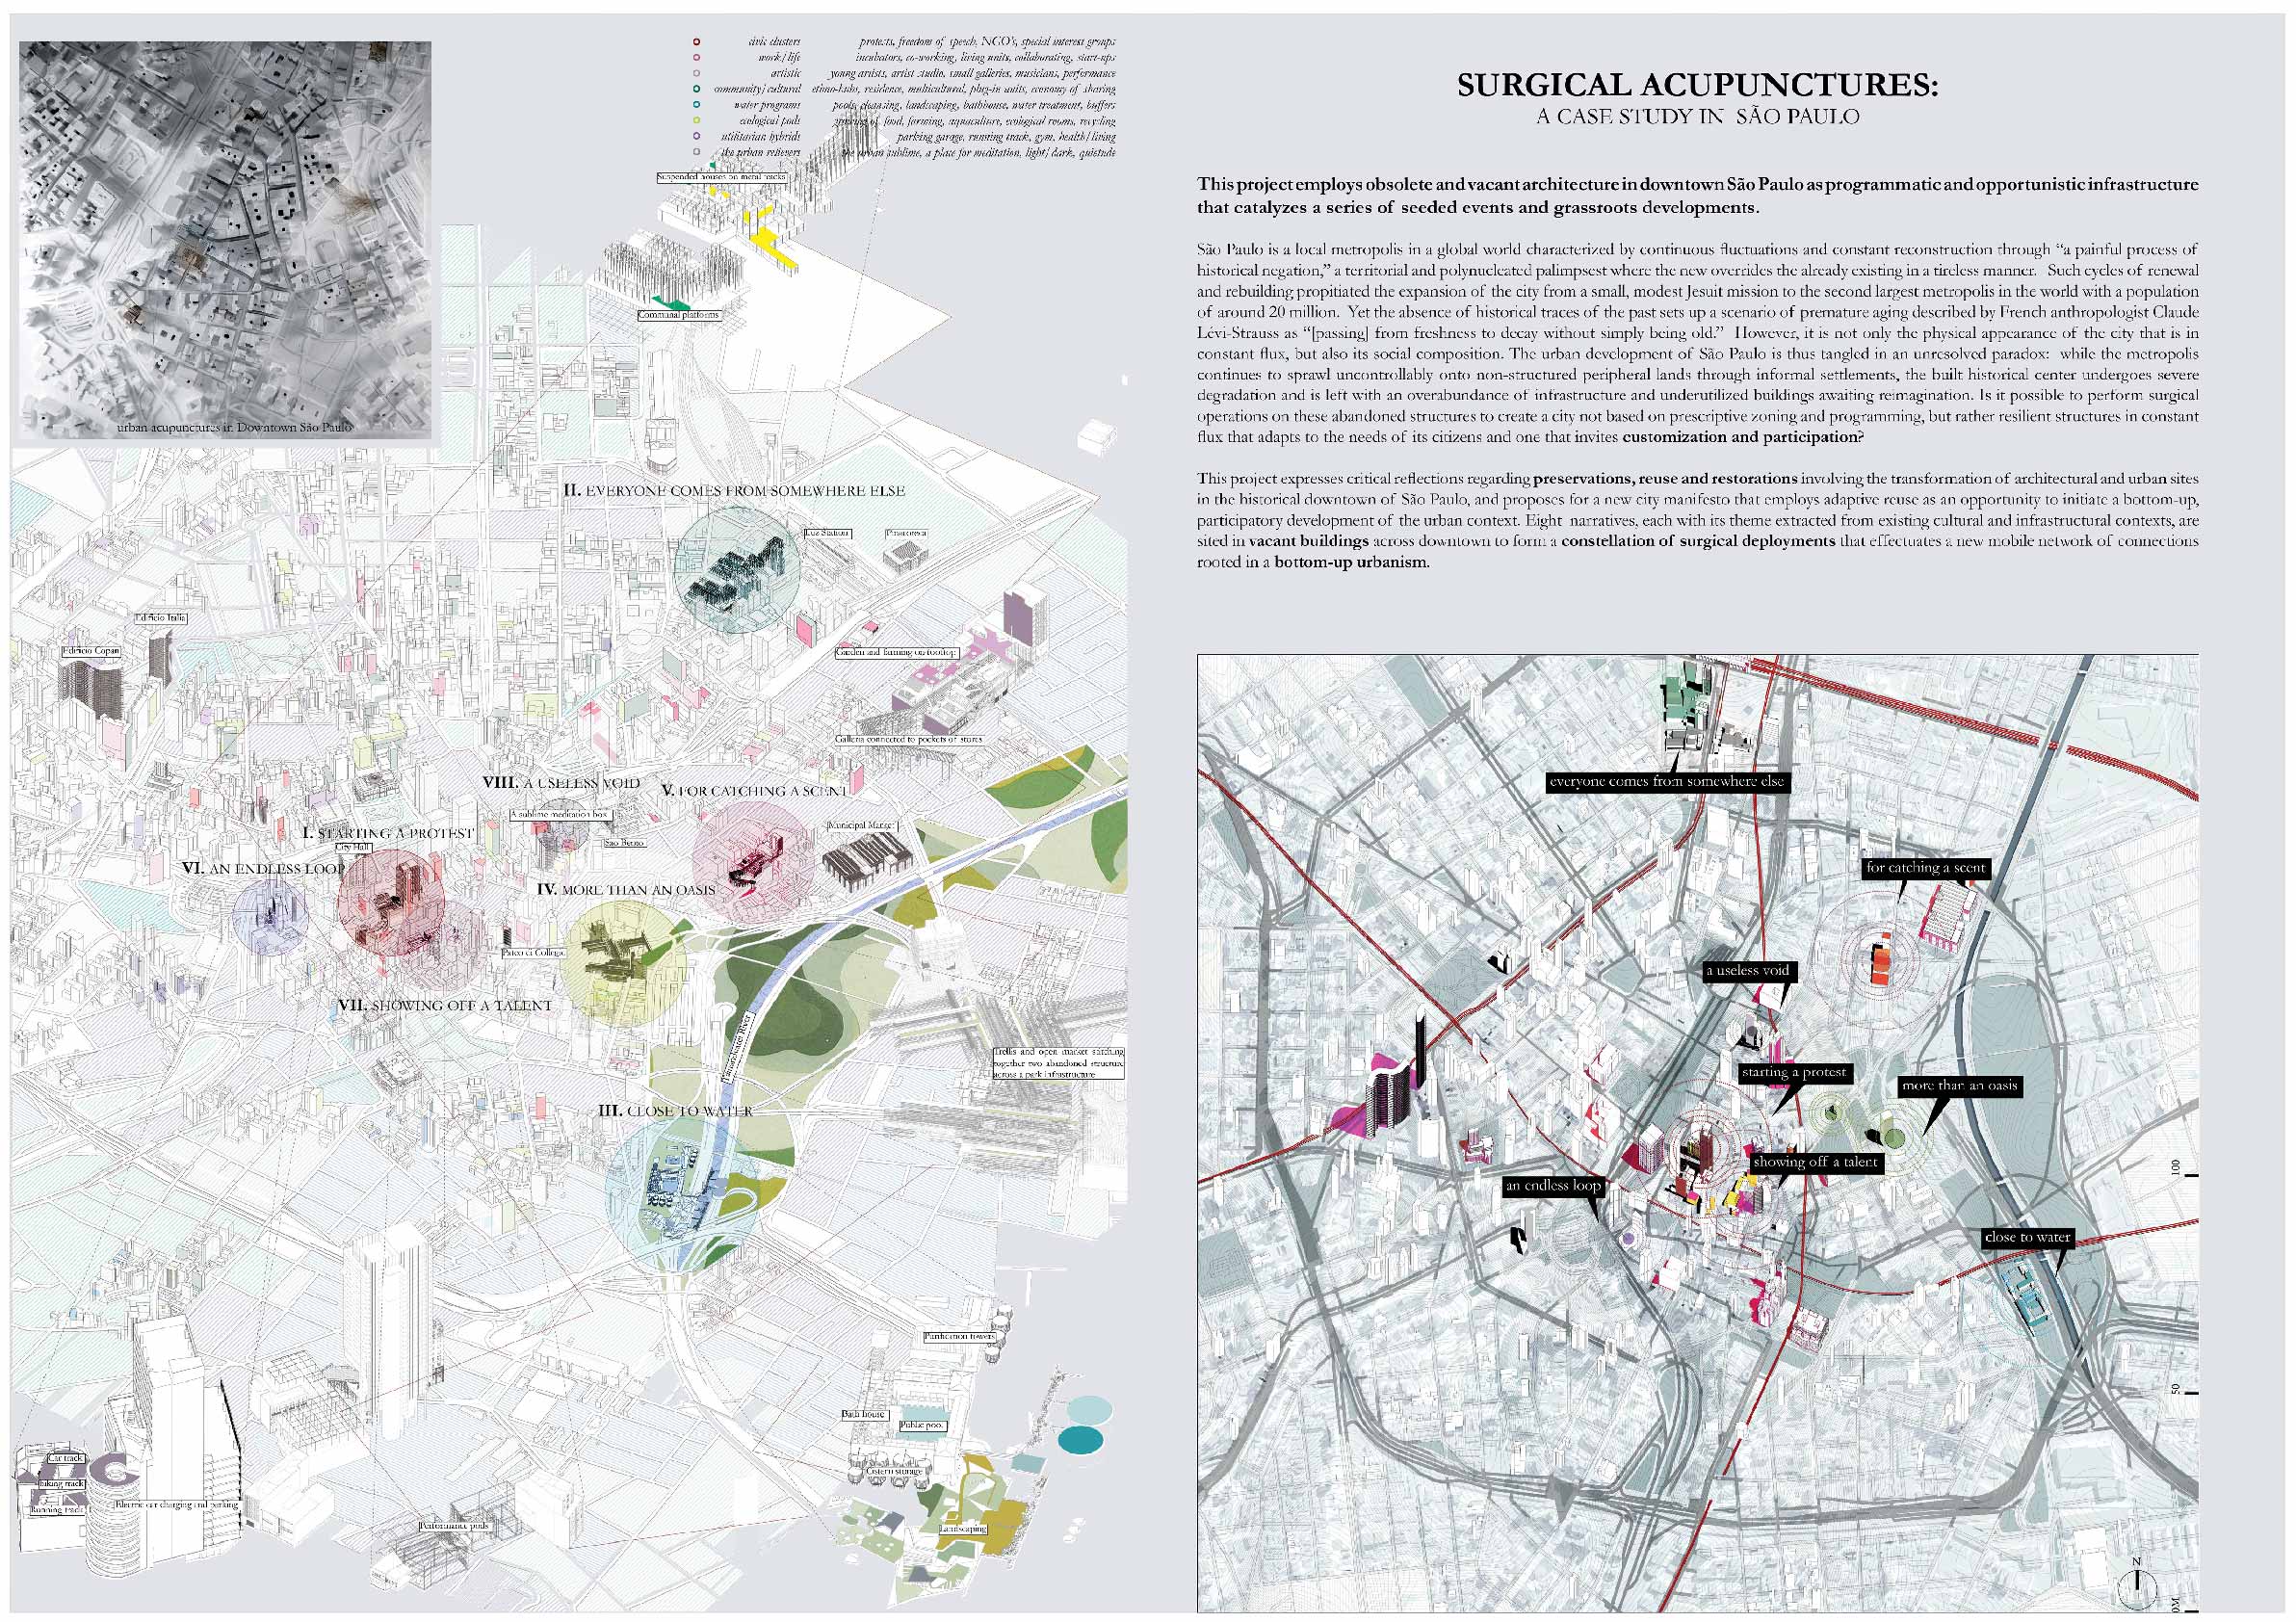 civic clusters protests, freedom of speech, NGO's, special interest groups
work/life incubators, co-working, living units, collaborating, start-ups
artistic young artists, artist studio, small galleries, musicians, performance
community/cultural ethno-hubs, residence, multicultural, plug-in units, economy of sharing
water programs pools, cleansing, landscaping, bathhouse, water treatment, buffers
ecological pods growing of food, farming, aquaculture, ecological rooms, recycling
utilitarian hybrids parking garage, running track, gym, health/living
the urban relievers the urban sublime, a place for meditation, light/dark, quietude
urban acupunctures in Downtown São Paulo
Suspended houses on metal tracks
Communal platforms
II. EVERYONE COMES FROM SOMEWHERE ELSE
Luz Station
Pinacoteca
Edificio Italia
Edificio Copan
Garden and farming on rooftop
Galleria connected to pockets of stores
VIII. A USELESS VOID
V. FOR CATCHING A SCENT
A sublime meditation box
Municipal Market
I. STARTING A PROTEST
City Hall
Sao Bento
VI. AN ENDLESS LOOP
IV. MORE THAN AN OASIS
VII. SHOWING OFF A TALENT
Tamanduatei River
Trellis and open market stitching
together two abandoned structure
across a park infrastructure
III. CLOSE TO WATER
Purification towers
Bath house
Public pool
Cistern storage
Landscaping
Car track
Biking track
Running track
Electric car charging and parking
Performance pods
SURGICAL ACUPUNCTURES:
A CASE STUDY IN SÃO PAULO
This project employs obsolete and vacant architecture in downtown São Paulo as programmatic and opportunistic infrastructure
that catalyzes a series of seeded events and grassroots developments.
São Paulo is a local metropolis in a global world characterized by continuous fluctuations and constant reconstruction through “a painful process of
historical negation,” a territorial and polynucleated palimpsest where the new overrides the already existing in a tireless manner. Such cycles of renewal
and rebuilding propitiated the expansion of the city from a small, modest Jesuit mission to the second largest metropolis in the world with a population
of around 20 million. Yet the absence of historical traces of the past sets up a scenario of premature aging described by French anthropologist Claude
Lévi-Strauss as “[passing] from freshness to decay without simply being old.” However, it is not only the physical appearance of the city that is in
constant flux, but also its social composition. The urban development of São Paulo is thus tangled in an unresolved paradox: while the metropolis
continues to sprawl uncontrollably onto non-structured peripheral lands through informal settlements, the built historical center undergoes severe
degradation and is left with an overabundance of infrastructure and underutilized buildings awaiting reimagination. Is it possible to perform surgical
operations on these abandoned structures to create a city not based on prescriptive zoning and programming, but rather resilient structures in constant
flux that adapts to the needs of its citizens and one that invites customization and participation?
This project expresses critical reflections regarding preservations, reuse and restorations involving the transformation of architectural and urban sites
in the historical downtown of São Paulo, and proposes for a new city manifesto that employs adaptive reuse as an opportunity to initiate a bottom-up,
participatory development of the urban context. Eight narratives, each with its theme extracted from existing cultural and infrastructural contexts, are
sited in vacant buildings across downtown to form a constellation of surgical deployments that effectuates a new mobile network of connections
rooted in a bottom-up urbanism.
everyone comes from somewhere else
for catching a scent
a useless void
starting a protest
more than an oasis
showing off a talent
an endless loop
close to water
100
50
0M
N